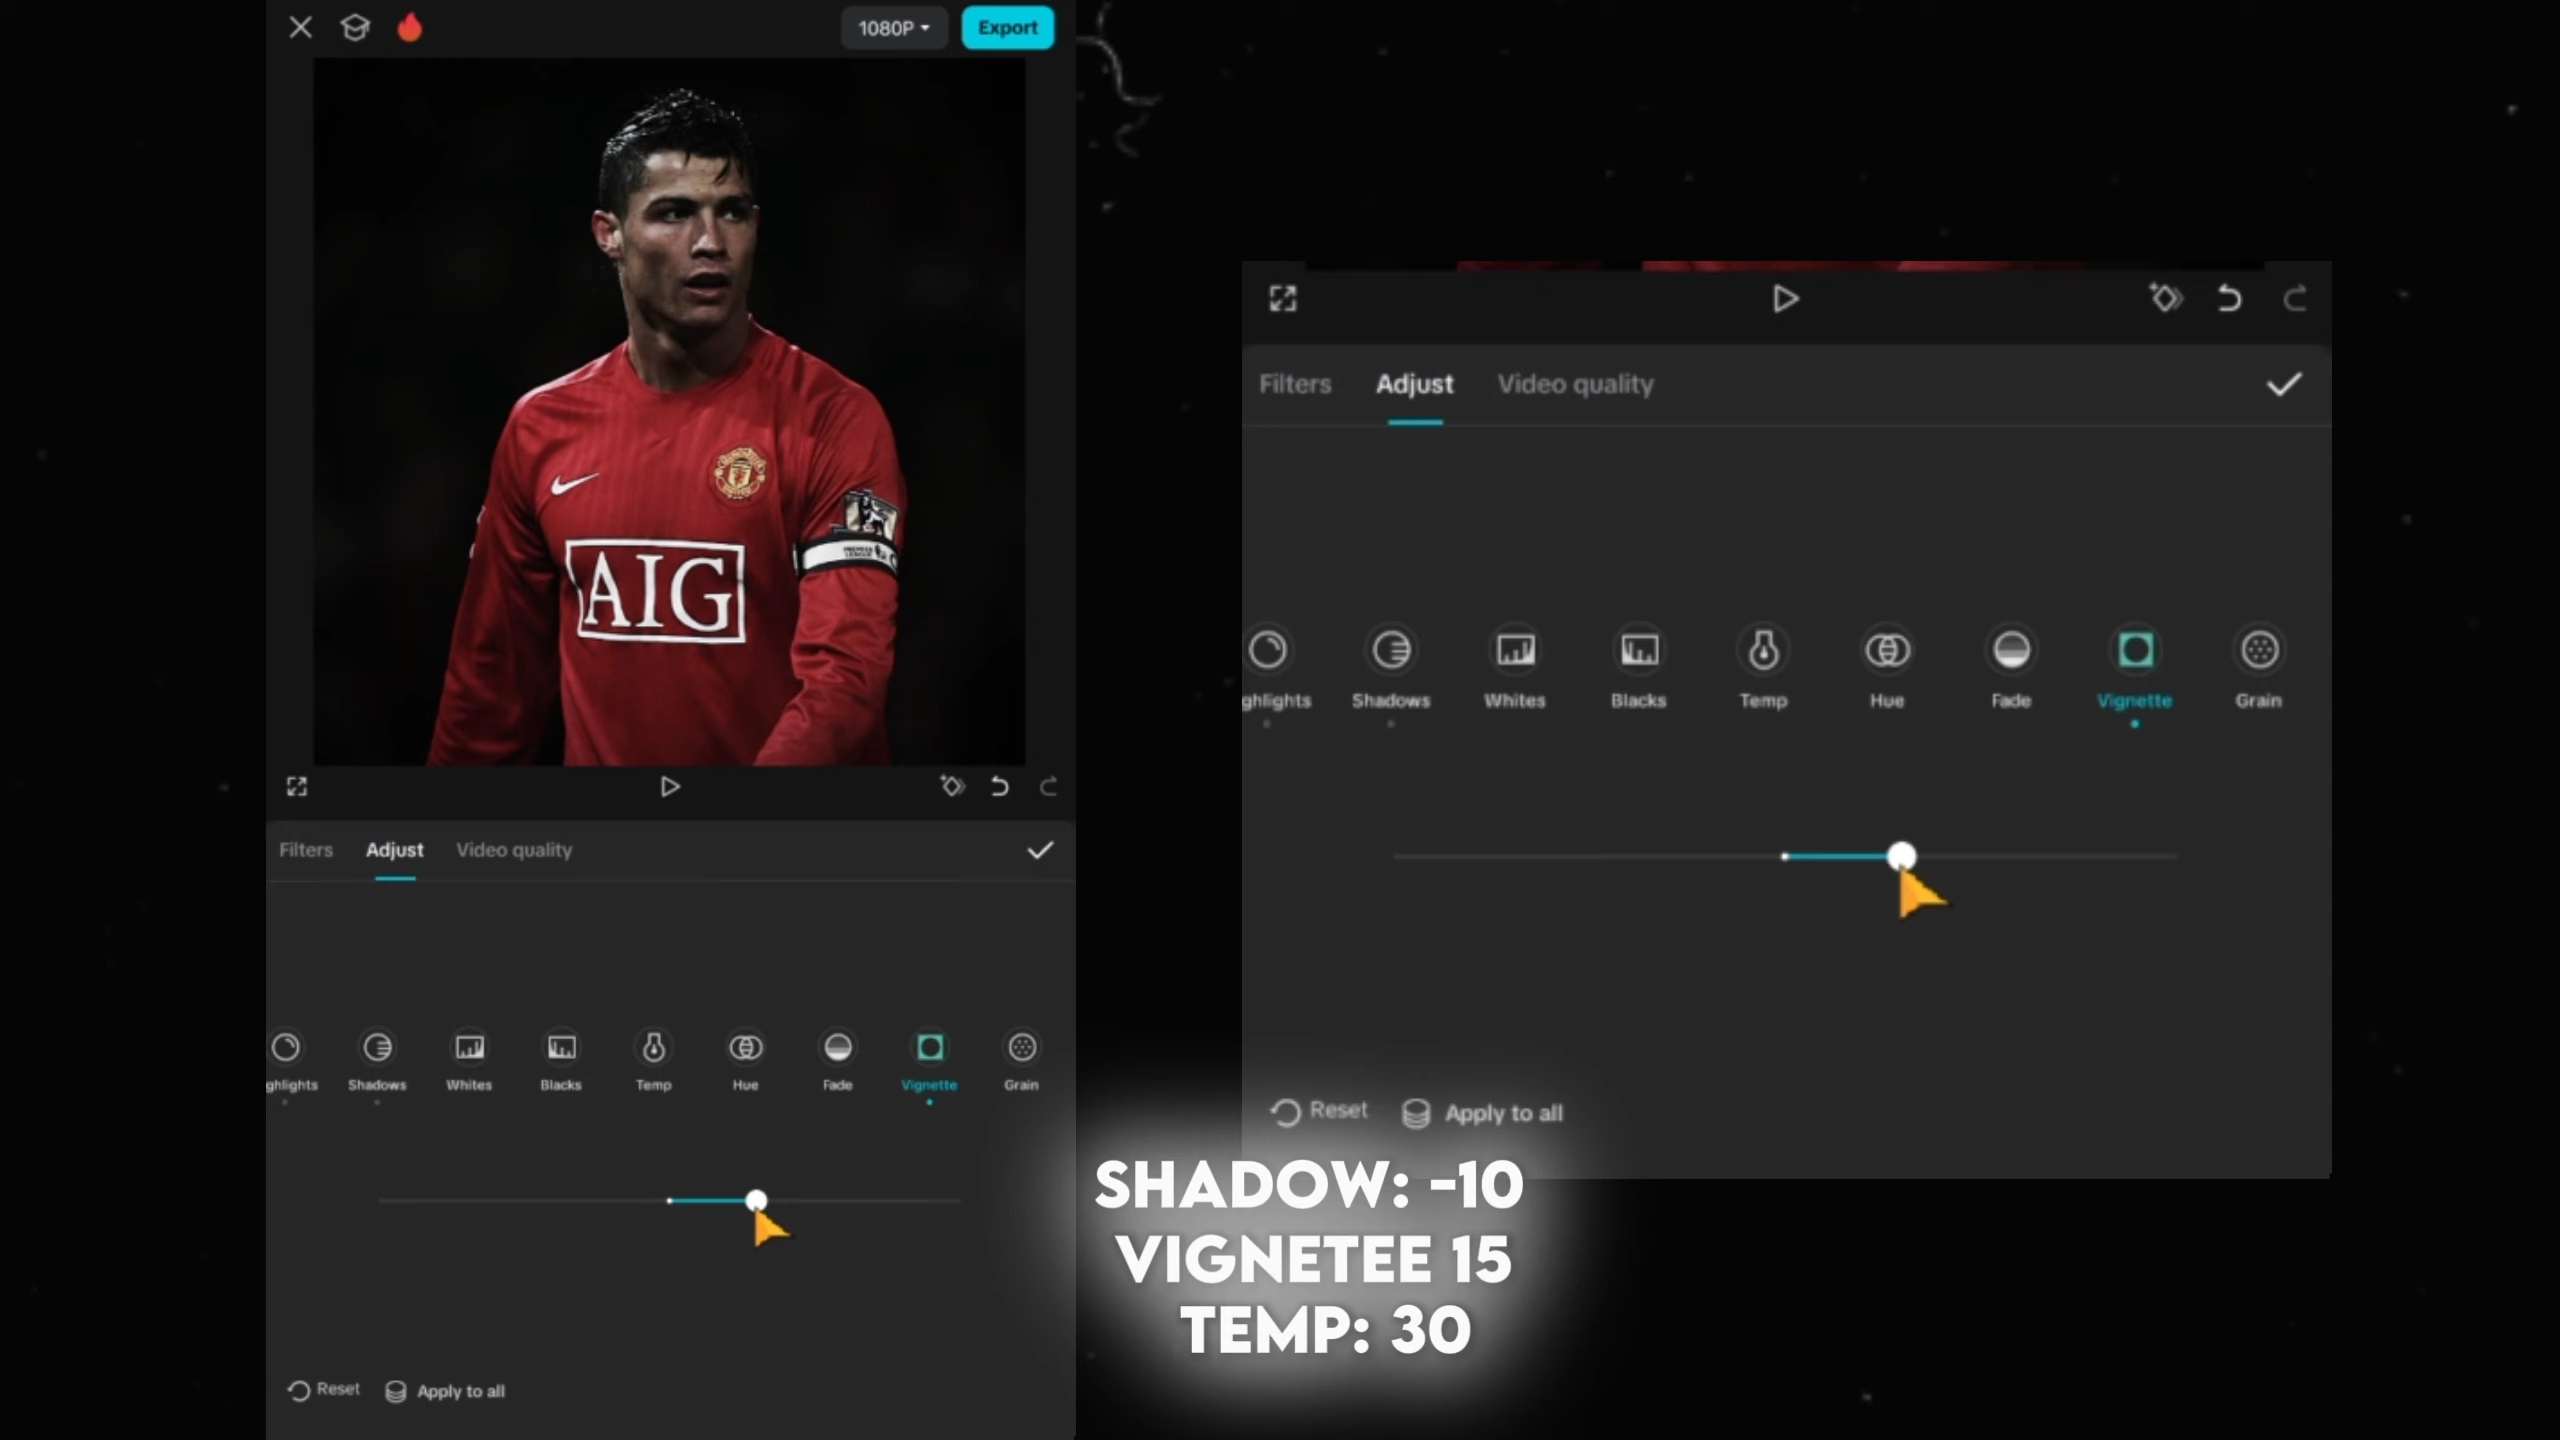 1080P
Export
AIG
PREMIER
LEAGUE
Filters Adjust Video quality
ghlights Shadows Whites Blacks Temp Hue Fade Vignette Grain
Reset Apply to all
Filters Adjust Video quality
ghlights Shadows Whites Blacks Temp Hue Fade Vignette Grain
Reset Apply to all
SHADOW: -10
VIGNETEE 15
TEMP: 30